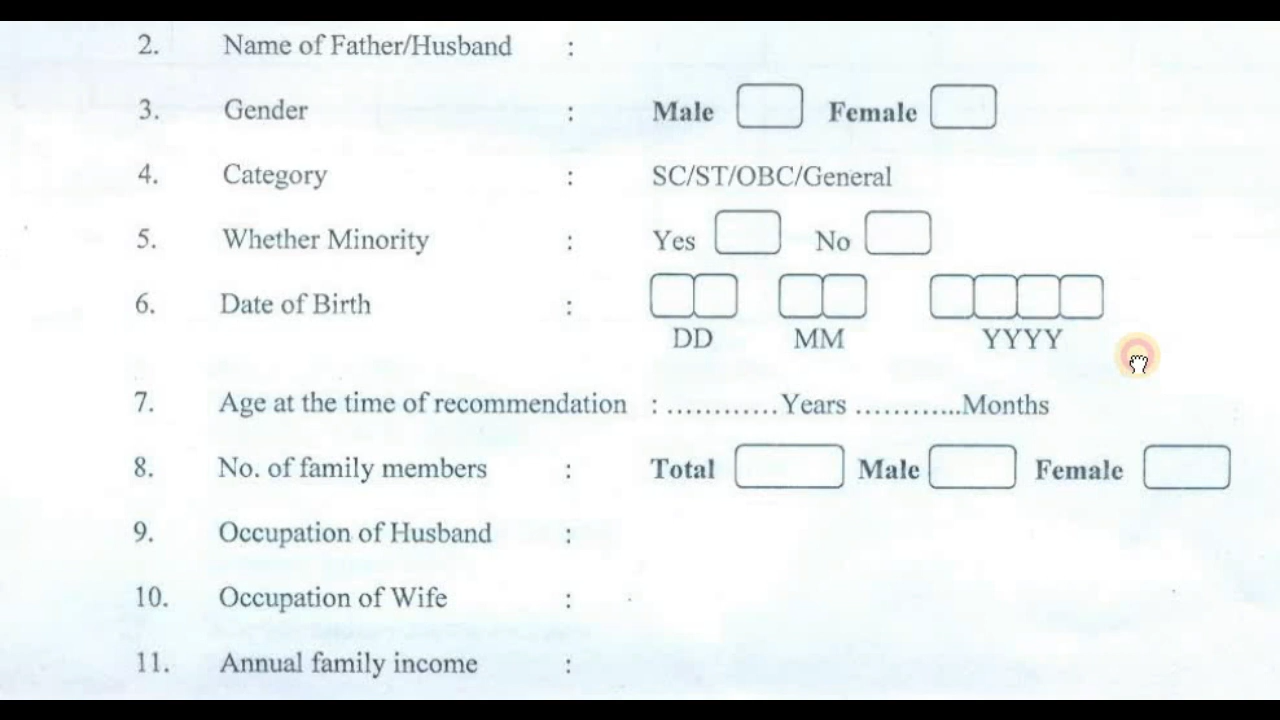 2. Name of Father/Husband :
3. Gender : Male Female
4. Category : SC/ST/OBC/General
5. Whether Minority : Yes No
6. Date of Birth :
DD MM YYYY
7. Age at the time of recommendation : ............Years ...........Months
8. No. of family members : Total Male Female
9. Occupation of Husband :
10. Occupation of Wife :
11. Annual family income :